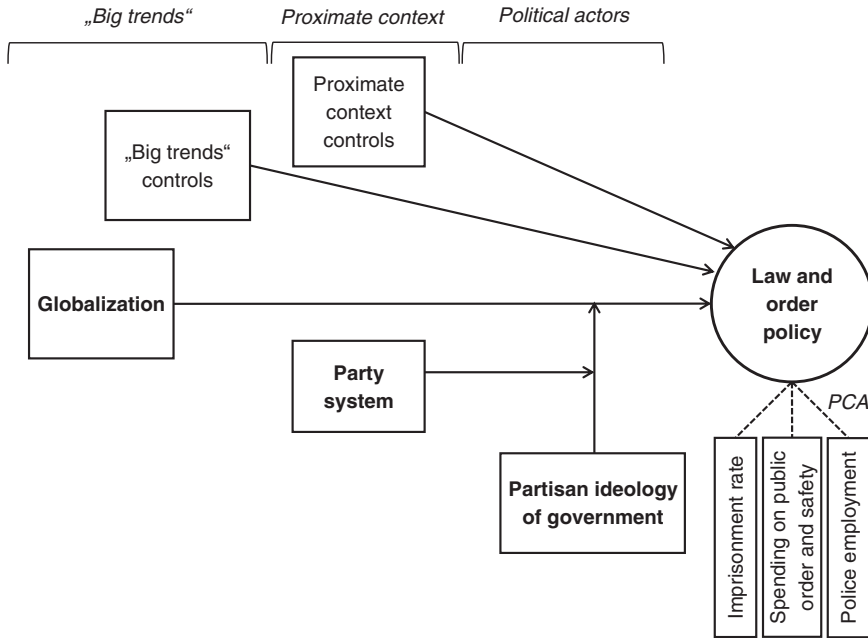 „Big trends“
Proximate context
Political actors
Proximate
context
controls
„Big trends“
controls
Globalization
Law and
order
policy
Party
system
PCA
Partisan ideology
of government
Imprisonment rate
Spending on public
order and safety
Police employment